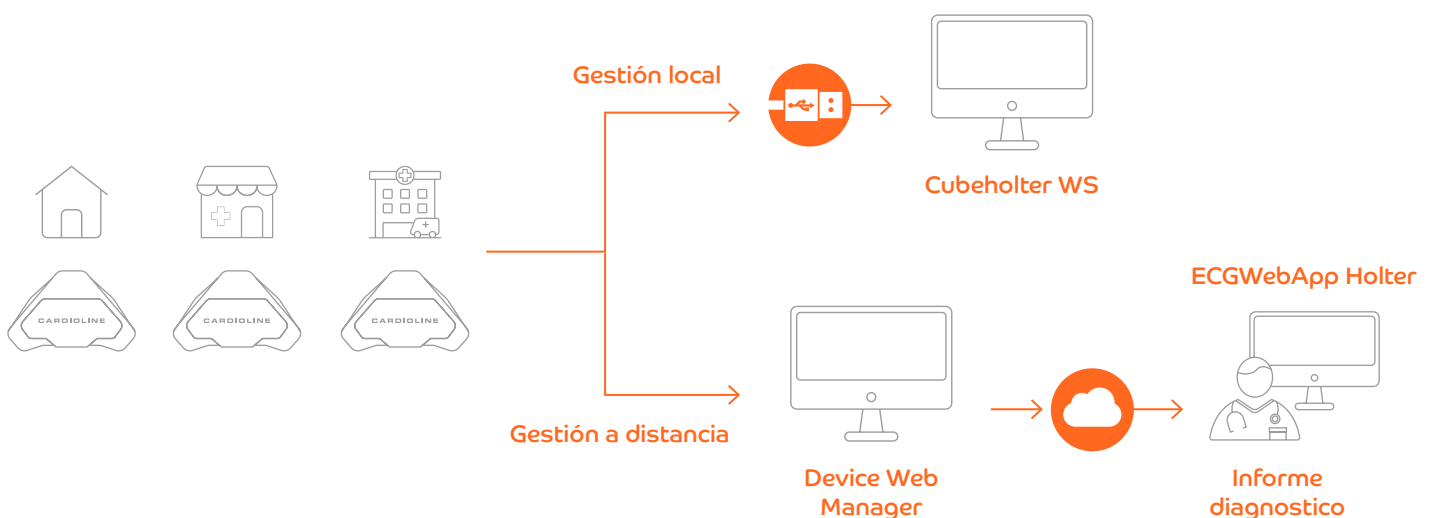 Gestión local
Cubeholter WS
CARDIOLINE
CARDIOLINE
CARDIOLINE
ECGWebApp Holter
Gestión a distancia
Device Web
Manager
Informe
diagnostico